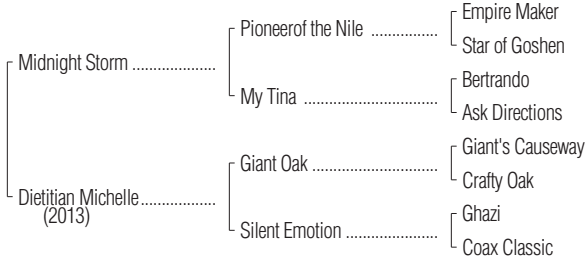 Empire Maker
Pioneerof the Nile ..................
Star of Goshen
Midnight Storm ......................
Bertrando
My Tina ....................................
Ask Directions
Giant's Causeway
Giant Oak ..................................
Crafty Oak
Dietitian Michelle ....................
(2013)
Ghazi
Silent Emotion .........................
Coax Classic